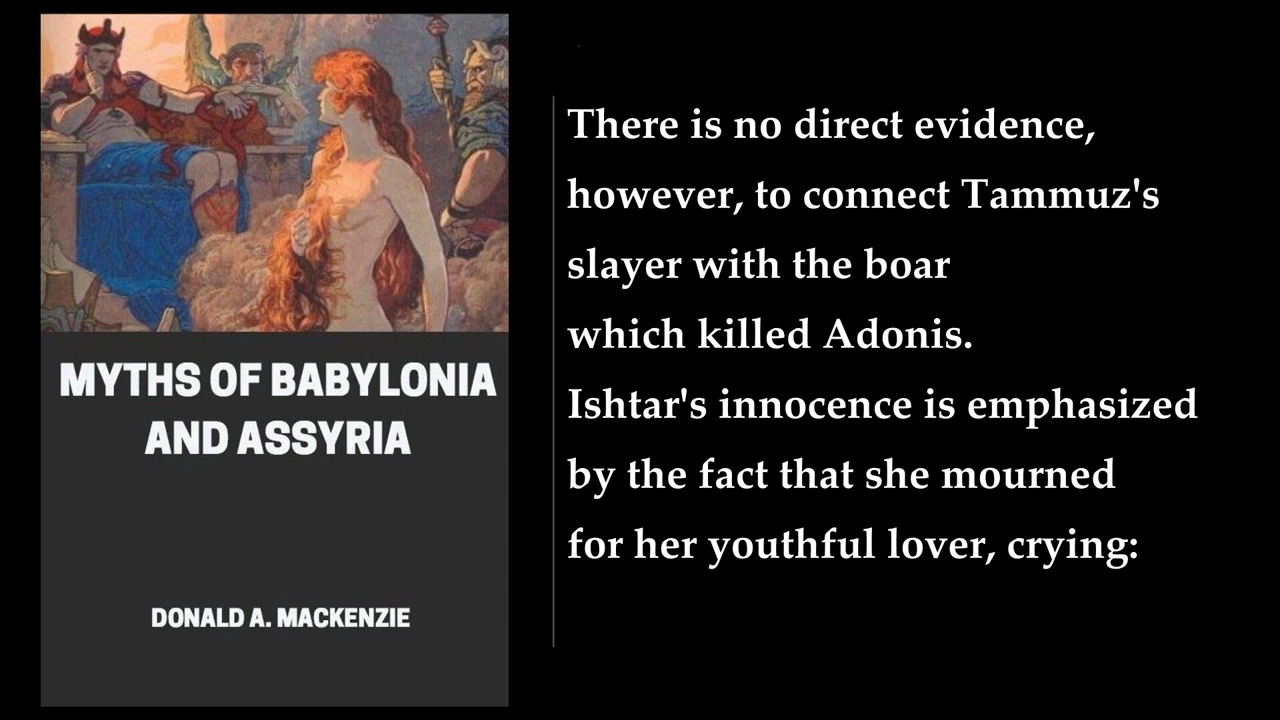 MYTHS OF BABYLONIA
AND ASSYRIA
DONALD A. MACKENZIE
There is no direct evidence,
however, to connect Tammuz's
slayer with the boar
which killed Adonis.
Ishtar's innocence is emphasized
by the fact that she mourned
for her youthful lover, crying: